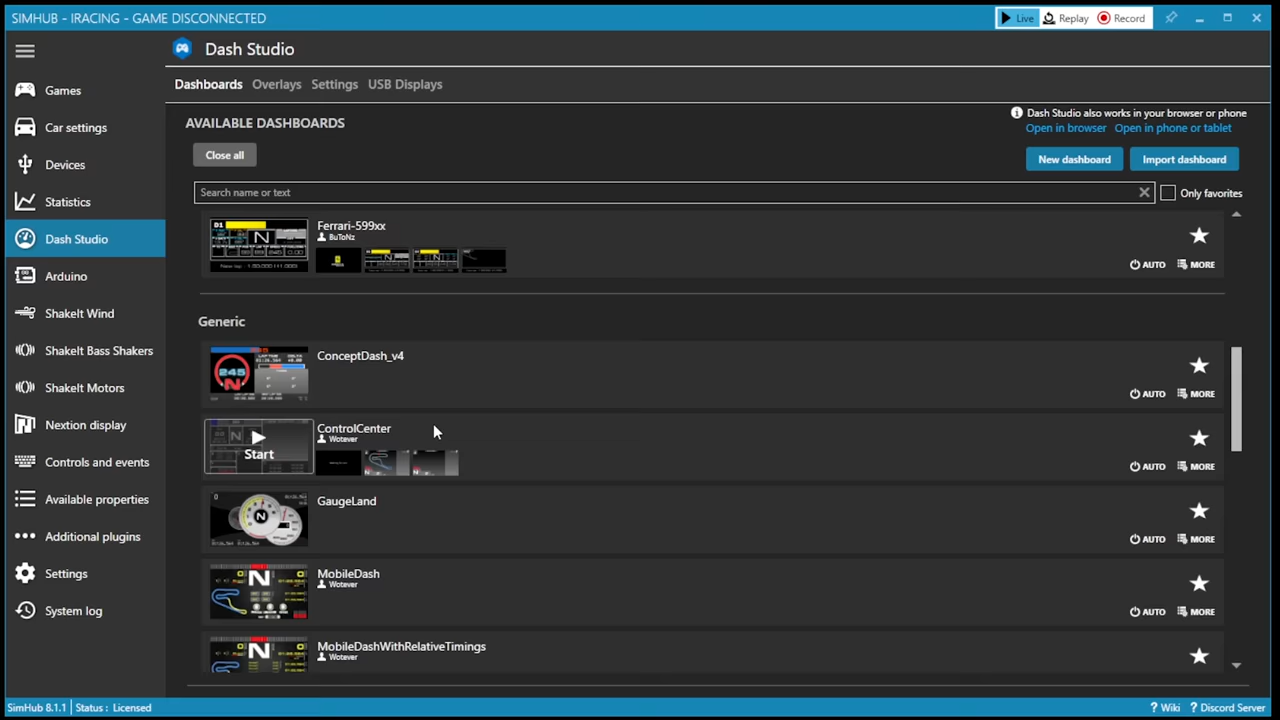 SIMHUB - IRACING - GAME DISCONNECTED
Live Replay Record
Dash Studio
Games
Car settings
Devices
Statistics
Dash Studio
Arduino
ShakeIt Wind
ShakeIt Bass Shakers
ShakeIt Motors
Nextion display
Controls and events
Available properties
Additional plugins
Settings
System log
Dashboards Overlays Settings USB Displays
AVAILABLE DASHBOARDS
Dash Studio also works in your browser or phone
Open in browser Open in phone or tablet
Close all
New dashboard Import dashboard
Search name or text
Only favorites
Ferrari-599xx
BuToNz
AUTO MORE
Generic
ConceptDash_v4
245
N
AUTO MORE
ControlCenter
Wotever
Start
AUTO MORE
GaugeLand
N
AUTO MORE
MobileDash
Wotever
N
AUTO MORE
MobileDashWithRelativeTimings
Wotever
N
SimHub 8.1.1 Status : Licensed
? Wiki ? Discord Server